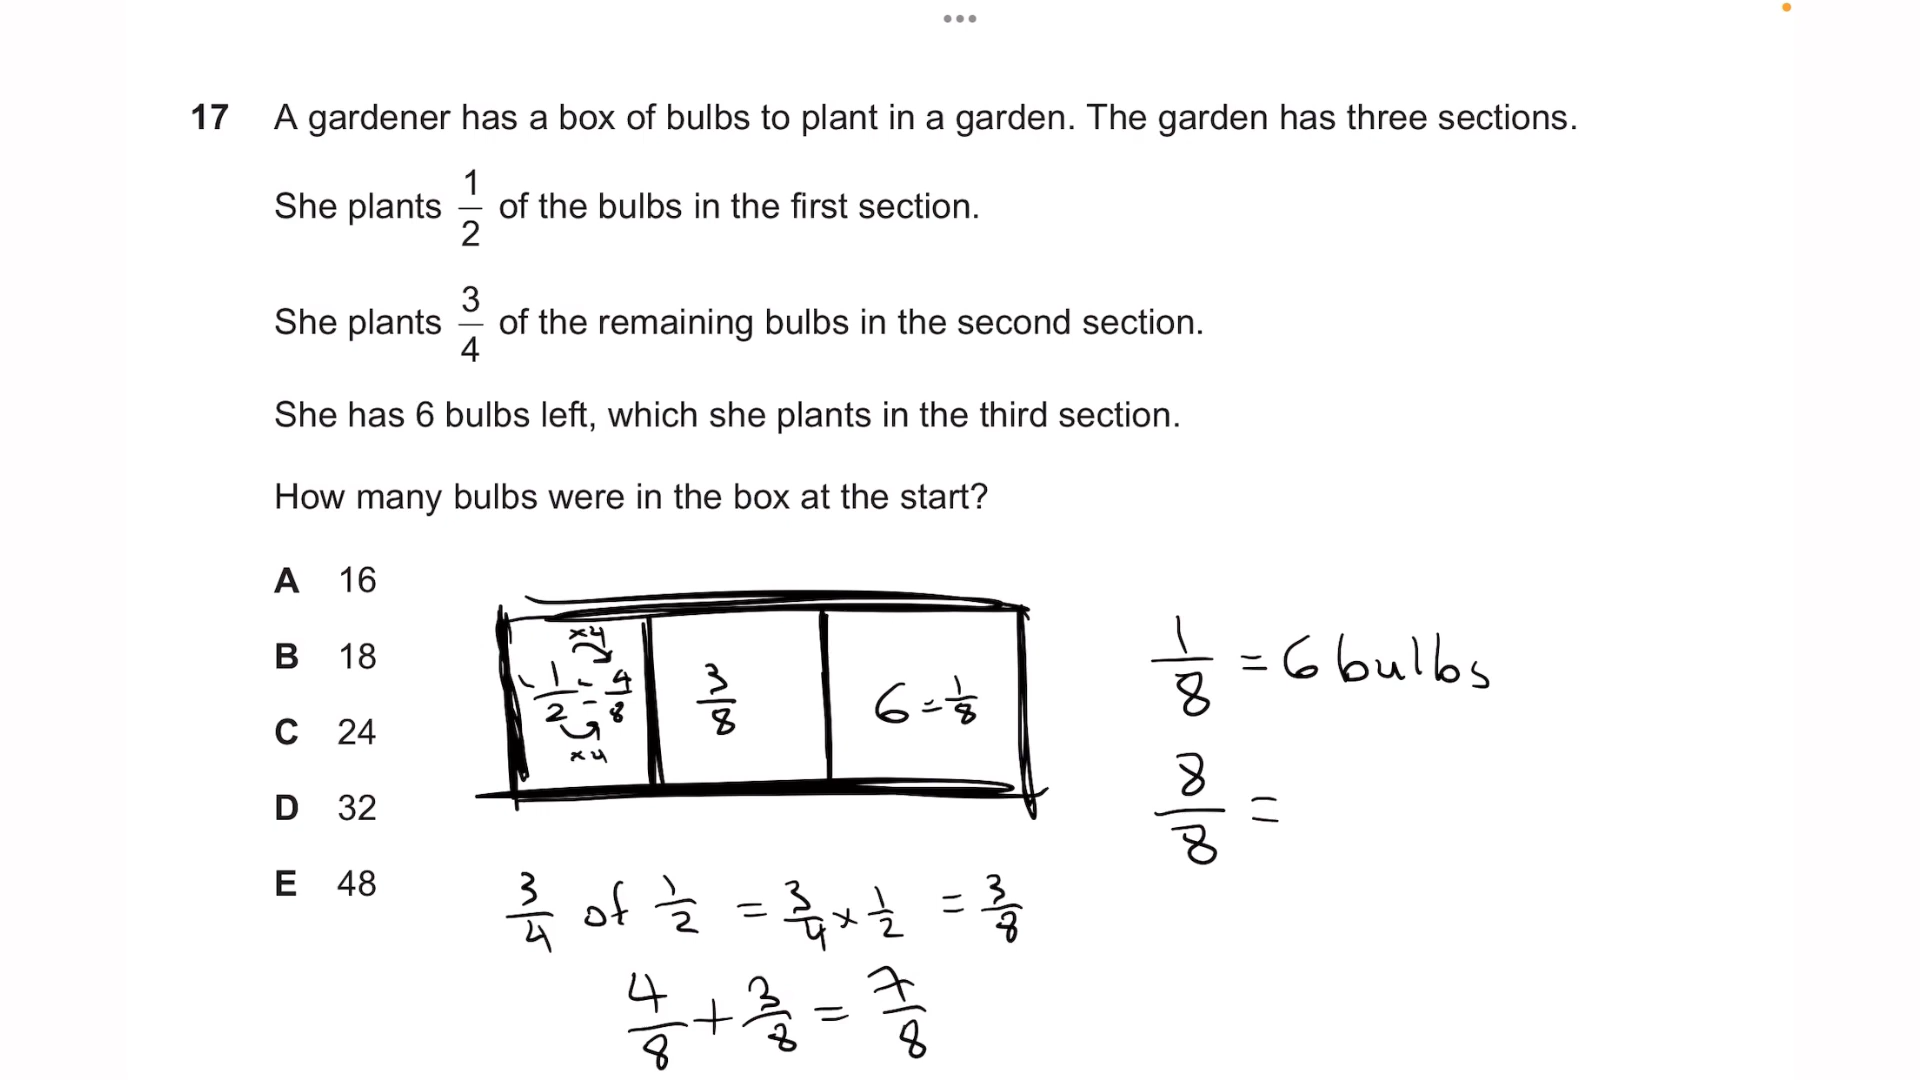 17 A gardener has a box of bulbs to plant in a garden. The garden has three sections.
She plants 1/2 of the bulbs in the first section.
She plants 3/4 of the remaining bulbs in the second section.
She has 6 bulbs left, which she plants in the third section.
How many bulbs were in the box at the start?
A 16
B 18
C 24
D 32
E 48
×4
1/2 = 4/8
×4
3/8
6 = 1/8
1/8 = 6 bulbs
8/8 =
3/4 of 1/2 = 3/4 × 1/2 = 3/8
4/8 + 3/8 = 7/8